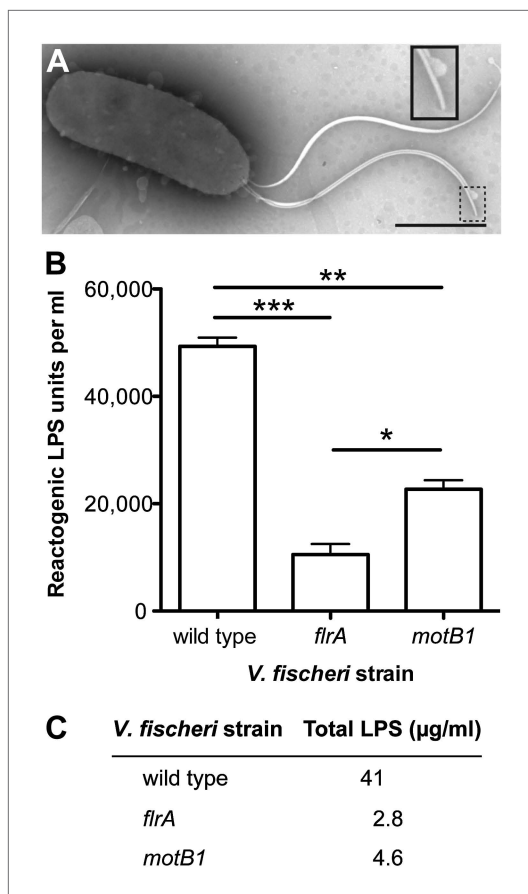 A
B
Reactogenic LPS units per ml
60,000
40,000
20,000
0
**
***
*
wild type flrA motB1
V. fischeri strain
C
V. fischeri strain Total LPS (µg/ml)
wild type 41
flrA 2.8
motB1 4.6